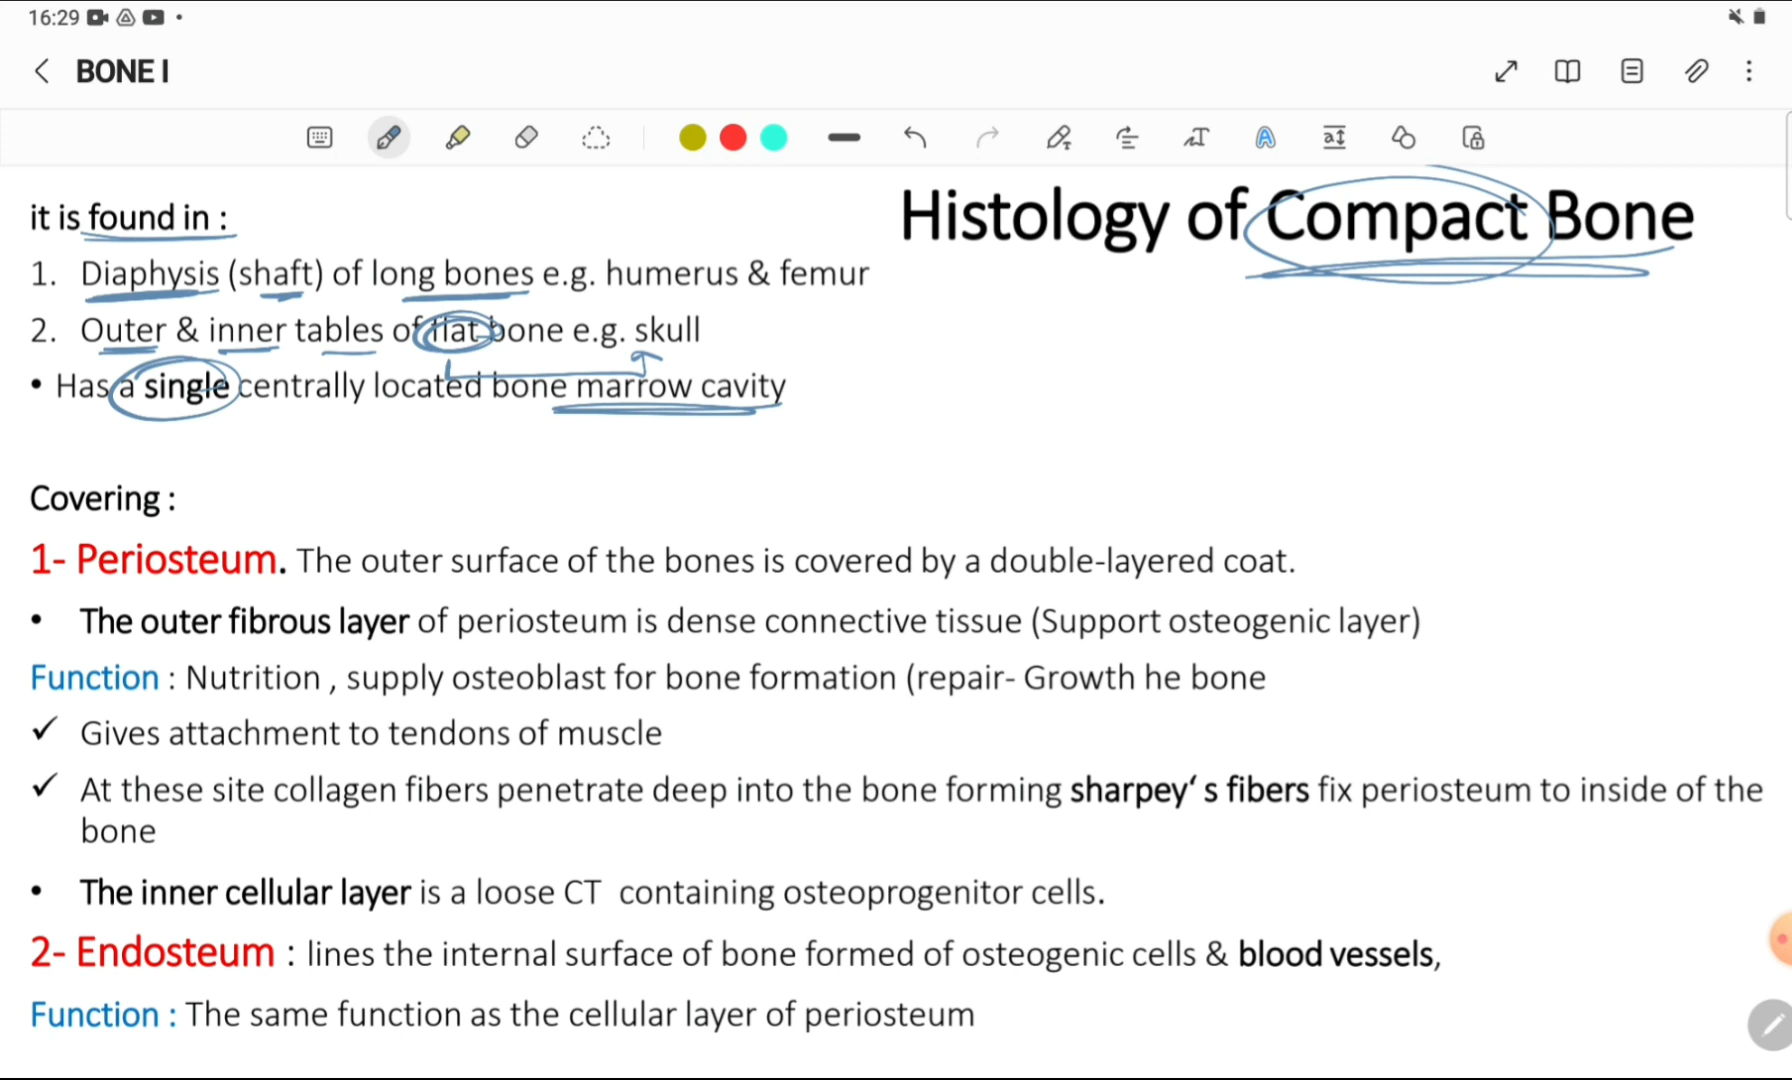 16:29
BONE I
Histology of Compact Bone
it is found in :
1. Diaphysis (shaft) of long bones e.g. humerus & femur
2. Outer & inner tables of flat bone e.g. skull
• Has a single centrally located bone marrow cavity
Covering :
1- Periosteum. The outer surface of the bones is covered by a double-layered coat.
• The outer fibrous layer of periosteum is dense connective tissue (Support osteogenic layer)
Function : Nutrition , supply osteoblast for bone formation (repair- Growth he bone
✓ Gives attachment to tendons of muscle
✓ At these site collagen fibers penetrate deep into the bone forming sharpey‘ s fibers fix periosteum to inside of the
bone
• The inner cellular layer is a loose CT  containing osteoprogenitor cells.
2- Endosteum : lines the internal surface of bone formed of osteogenic cells & blood vessels,
Function : The same function as the cellular layer of periosteum